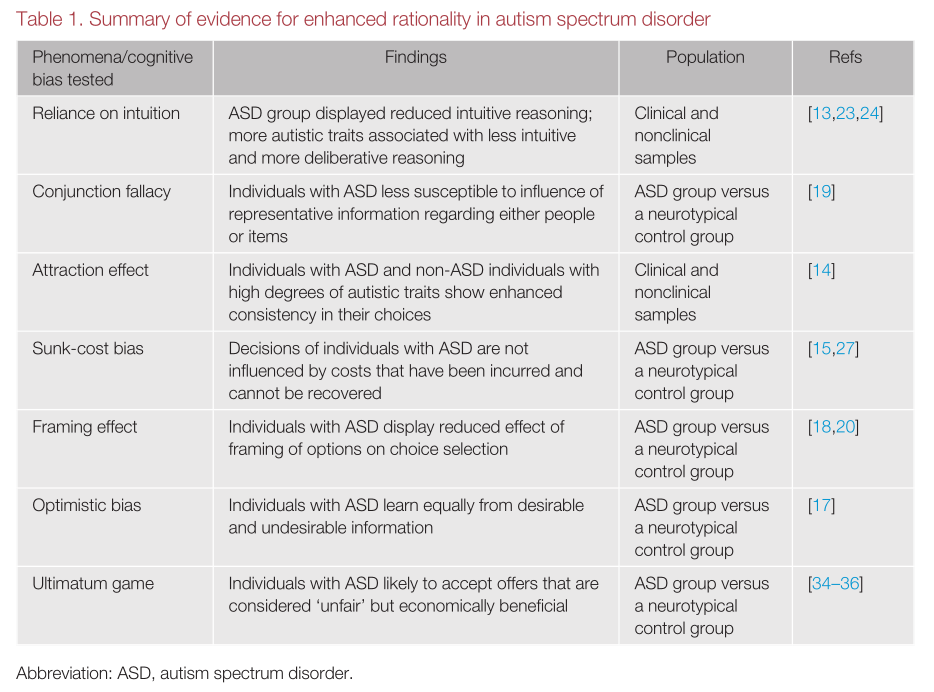 Table 1. Summary of evidence for enhanced rationality in autism spectrum disorder
Phenomena/cognitive
bias tested
Findings
Population
Refs
Reliance on intuition
ASD group displayed reduced intuitive reasoning;
more autistic traits associated with less intuitive
and more deliberative reasoning
Clinical and
nonclinical
samples
[13,23,24]
Conjunction fallacy
Individuals with ASD less susceptible to influence of
representative information regarding either people
or items
ASD group versus
a neurotypical
control group
[19]
Attraction effect
Individuals with ASD and non-ASD individuals with
high degrees of autistic traits show enhanced
consistency in their choices
Clinical and
nonclinical
samples
[14]
Sunk-cost bias
Decisions of individuals with ASD are not
influenced by costs that have been incurred and
cannot be recovered
ASD group versus
a neurotypical
control group
[15,27]
Framing effect
Individuals with ASD display reduced effect of
framing of options on choice selection
ASD group versus
a neurotypical
control group
[18,20]
Optimistic bias
Individuals with ASD learn equally from desirable
and undesirable information
ASD group versus
a neurotypical
control group
[17]
Ultimatum game
Individuals with ASD likely to accept offers that are
considered ‘unfair’ but economically beneficial
ASD group versus
a neurotypical
control group
[34–36]
Abbreviation: ASD, autism spectrum disorder.